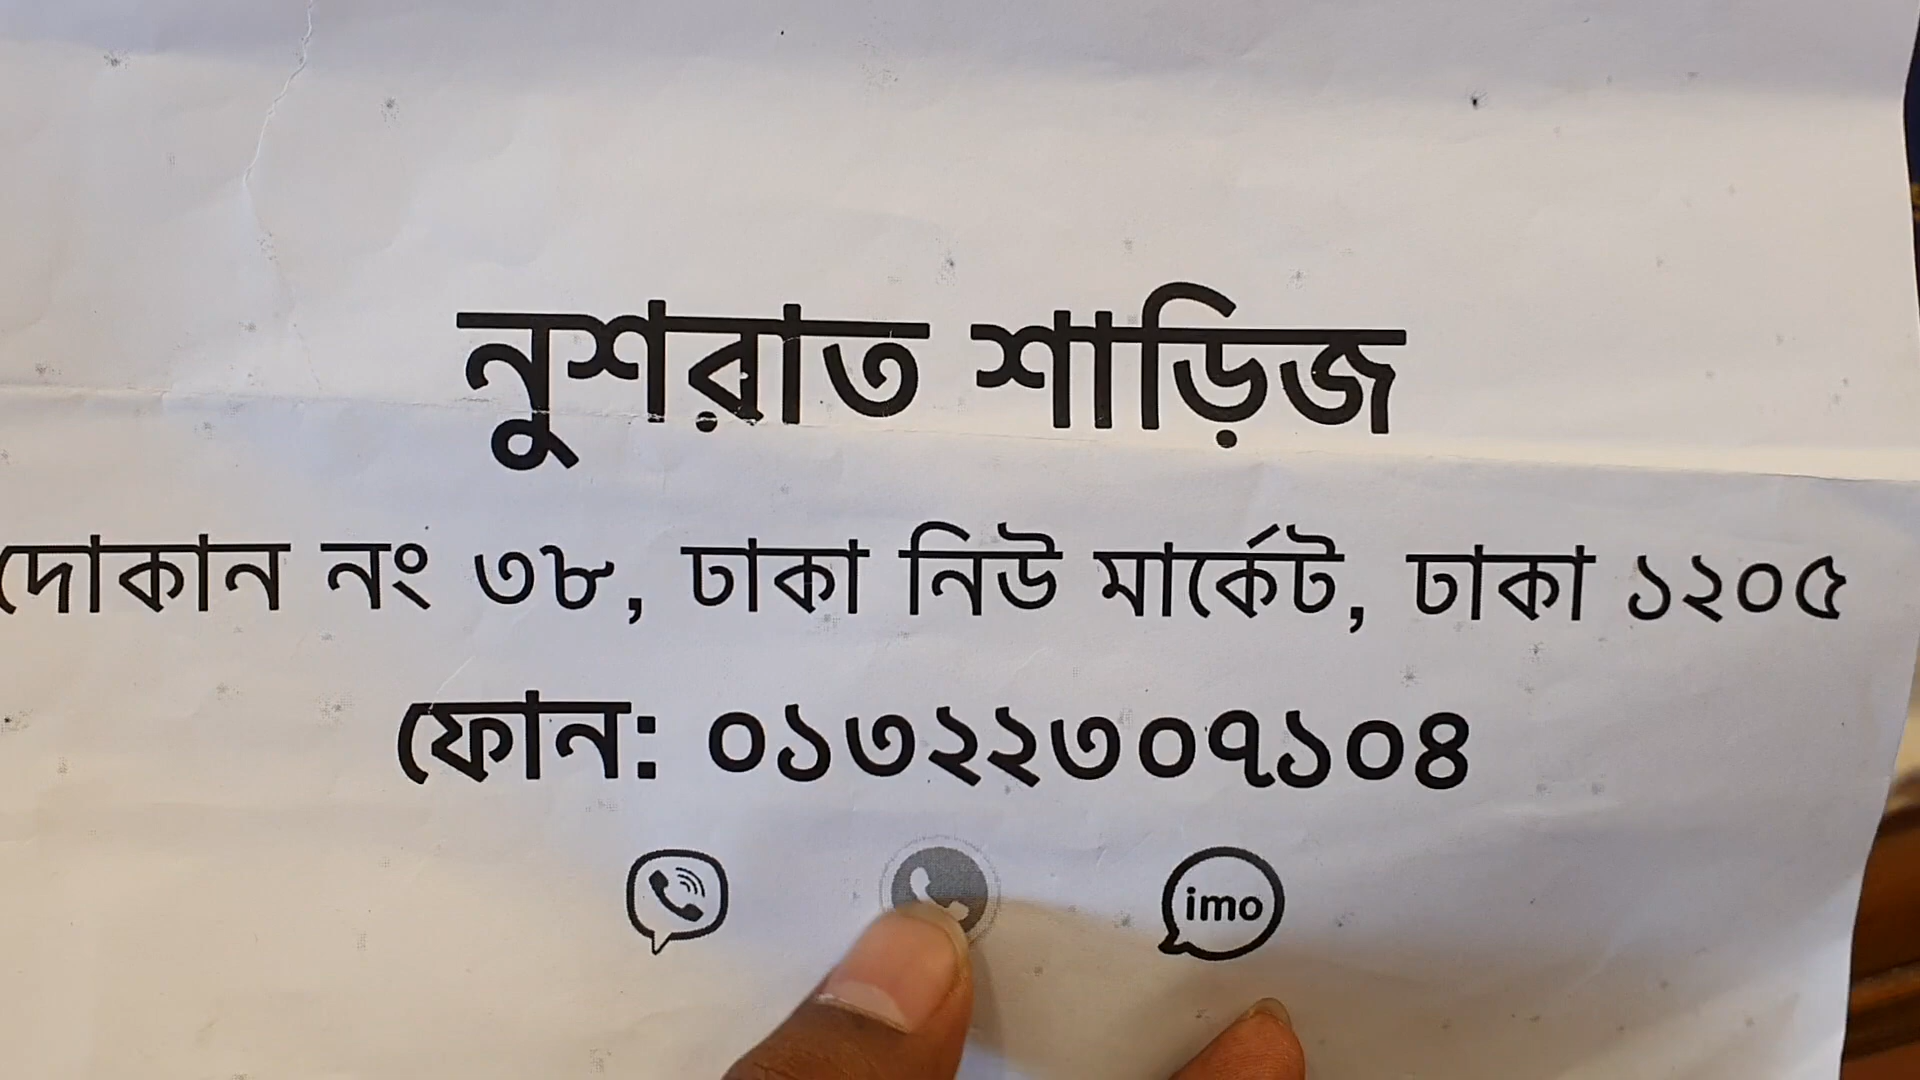 নুশরাত শাড়িজ
দোকান নং ৩৮, ঢাকা নিউ মার্কেট, ঢাকা ১২০৫
ফোন: ০১৩২২৩০৭১০৪
imo